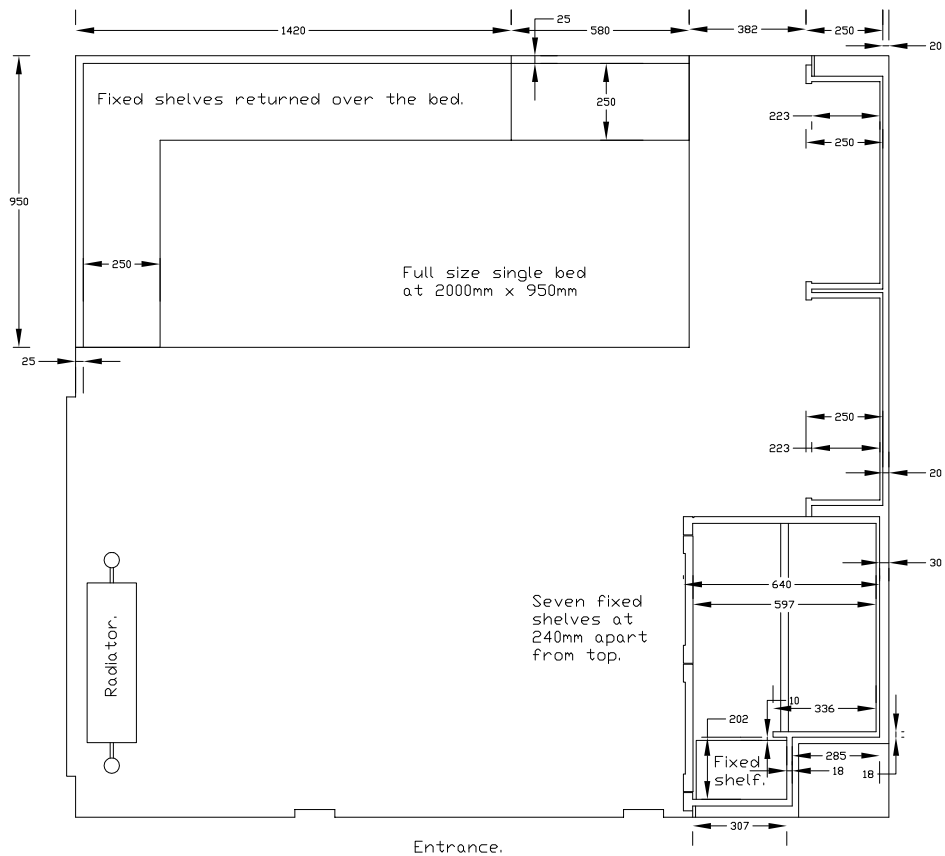 1420
25
580
382
250
20
Fixed shelves returned over the bed.
250
223
250
950
250
Full size single bed
at 2000mm x 950mm
25
250
223
20
30
640
597
Seven fixed
shelves at
240mm apart
from top.
Radiator.
10
336
202
Fixed
shelf.
285
18
18
307
Entrance.